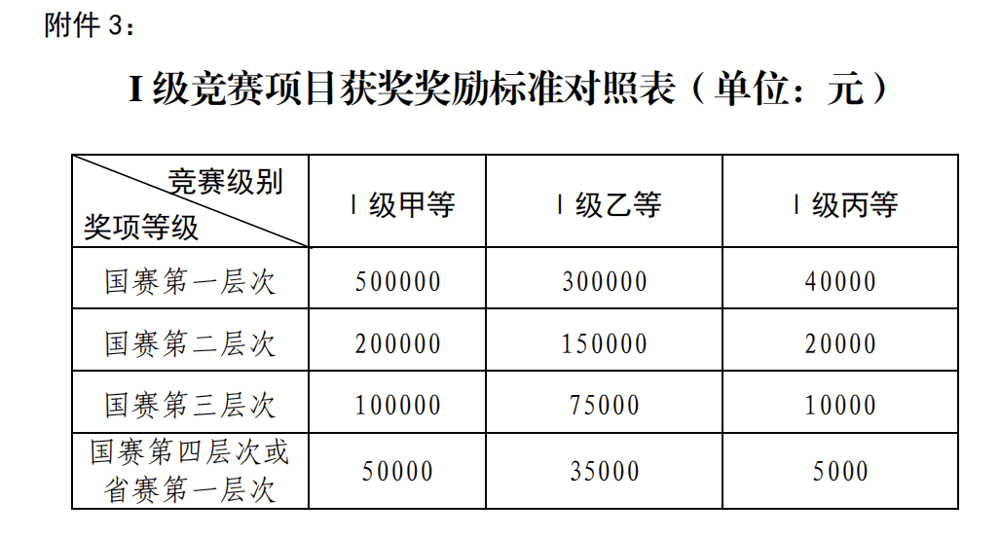 附件 3：
I 级竞赛项目获奖奖励标准对照表（单位：元）
竞赛级别
奖项等级
Ⅰ级甲等
Ⅰ级乙等
Ⅰ级丙等
国赛第一层次 500000 300000 40000
国赛第二层次 200000 150000 20000
国赛第三层次 100000 75000 10000
国赛第四层次或
省赛第一层次
50000 35000 5000